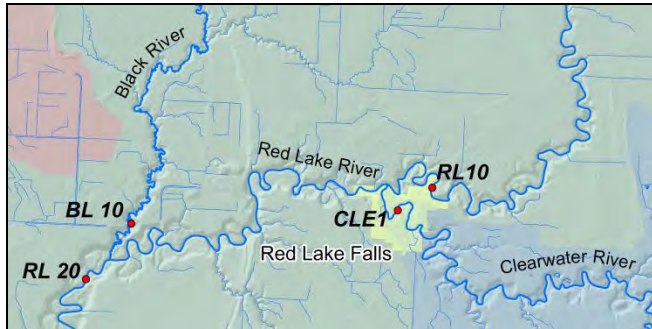 Black River
Red Lake River
RL10
BL 10
CLE1
Red Lake Falls
Clearwater River
RL 20